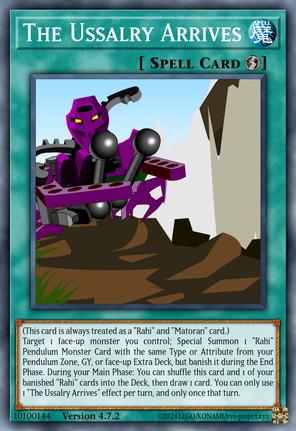 The Ussalry Arrives
魔
[ Spell Card ]
(This card is always treated as a "Rahi" and "Matoran" card.)
Target 1 face-up monster you control; Special Summon 1 "Rahi"
Pendulum Monster Card with the same Type or Attribute from your
Pendulum Zone, GY, or face-up Extra Deck, but banish it during the End
Phase. During your Main Phase: You can shuffle this card and 1 of your
banished "Rahi" cards into the Deck, then draw 1 card. You can only use
1 "The Ussalry Arrives" effect per turn, and only once that turn.
10100144 Version 4.7.2 ©2024 LEGO/KONAMI/bye-project.xyz